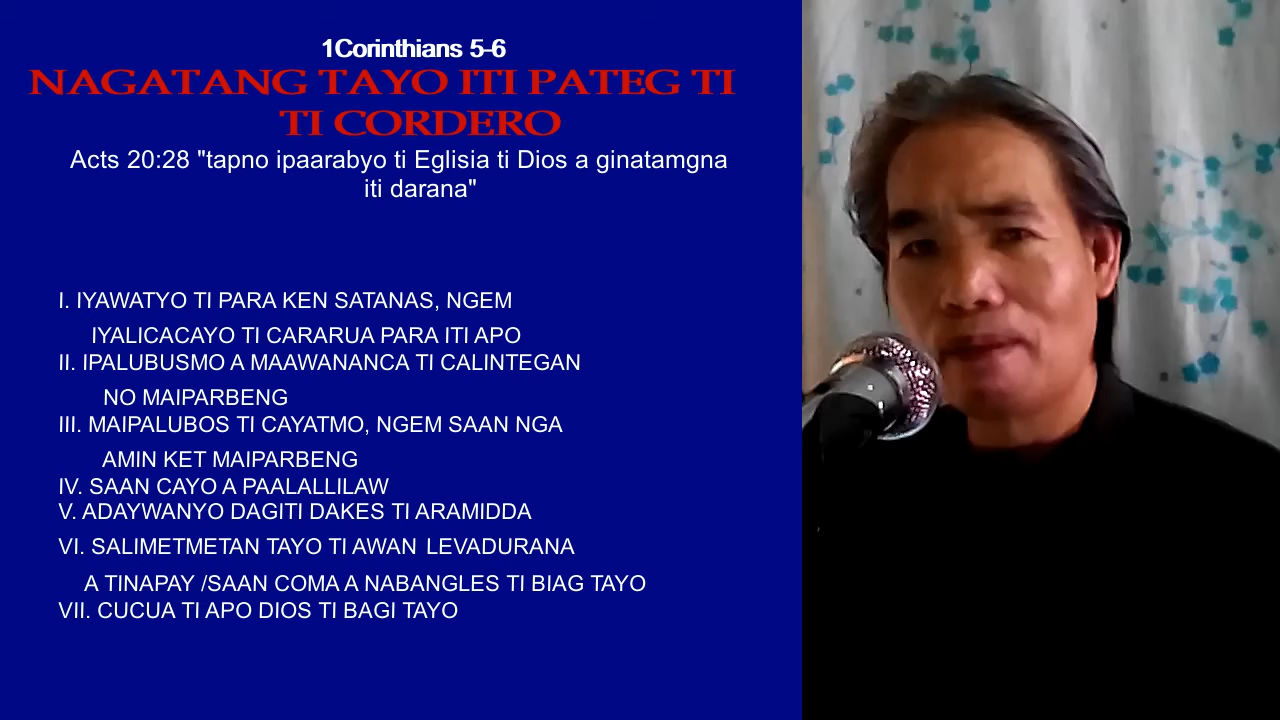 1Corinthians 5-6
NAGATANG TAYO ITI PATEG TI
TI CORDERO
Acts 20:28 "tapno ipaarabyo ti Eglisia ti Dios a ginatamgna
iti darana"
I. IYAWATYO TI PARA KEN SATANAS, NGEM
IYALICACAYO TI CARARUA PARA ITI APO
II. IPALUBUSMO A MAAWANANCA TI CALINTEGAN
NO MAIPARBENG
III. MAIPALUBOS TI CAYATMO, NGEM SAAN NGA
AMIN KET MAIPARBENG
IV. SAAN CAYO A PAALALLILAW
V. ADAYWANYO DAGITI DAKES TI ARAMIDDA
VI. SALIMETMETAN TAYO TI AWAN LEVADURANA
A TINAPAY /SAAN COMA A NABANGLES TI BIAG TAYO
VII. CUCUA TI APO DIOS TI BAGI TAYO